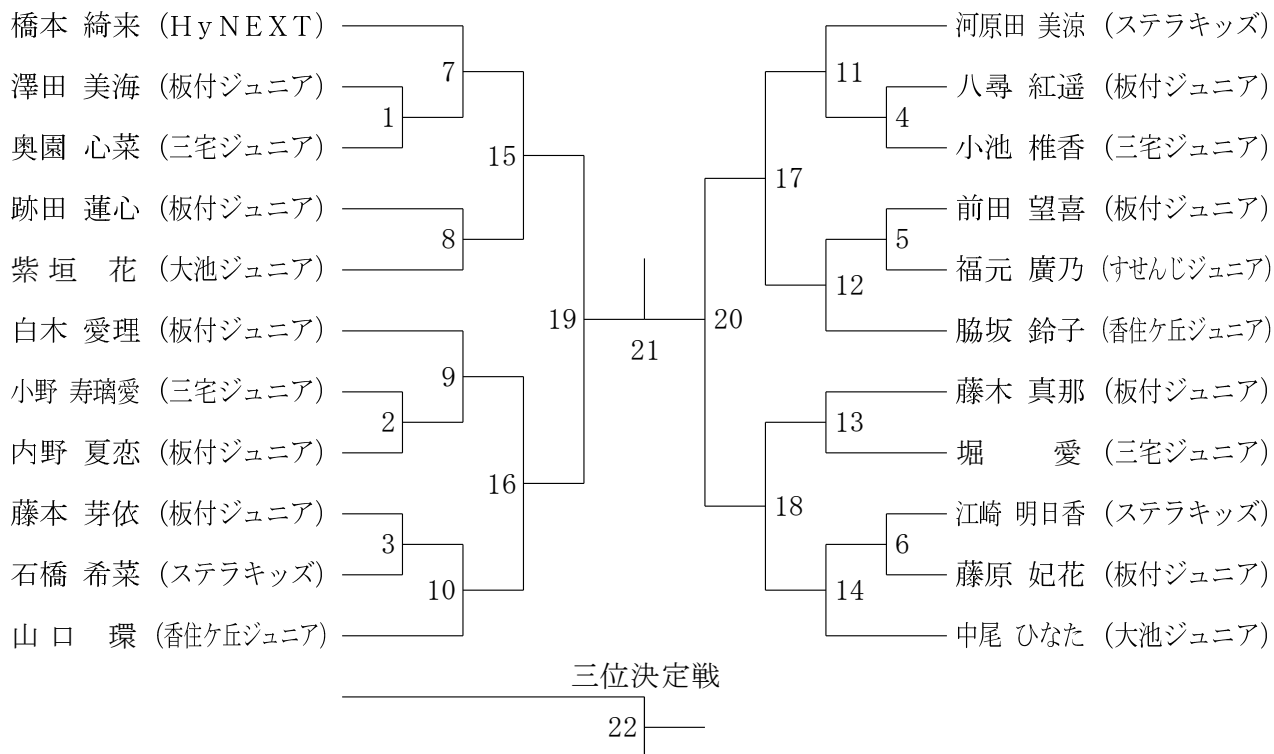 橋本 綺来 (HyNEXT)
澤田 美海 (板付ジュニア)
奥園 心菜 (三宅ジュニア)
跡田 蓮心 (板付ジュニア)
紫垣 花 (大池ジュニア)
白木 愛理 (板付ジュニア)
小野 寿璃愛 (三宅ジュニア)
内野 夏恋 (板付ジュニア)
藤本 芽依 (板付ジュニア)
石橋 希菜 (ステラキッズ)
山口 環 (香住ケ丘ジュニア)
1
2
3
7
8
9
10
15
16
19
21
20
17
18
11
12
13
14
4
5
6
河原田 美涼 (ステラキッズ)
八尋 紅遥 (板付ジュニア)
小池 椎香 (三宅ジュニア)
前田 望喜 (板付ジュニア)
福元 廣乃 (すせんじジュニア)
脇坂 鈴子 (香住ケ丘ジュニア)
藤木 真那 (板付ジュニア)
堀 愛 (三宅ジュニア)
江崎 明日香 (ステラキッズ)
藤原 妃花 (板付ジュニア)
中尾 ひなた (大池ジュニア)
三位決定戦
22